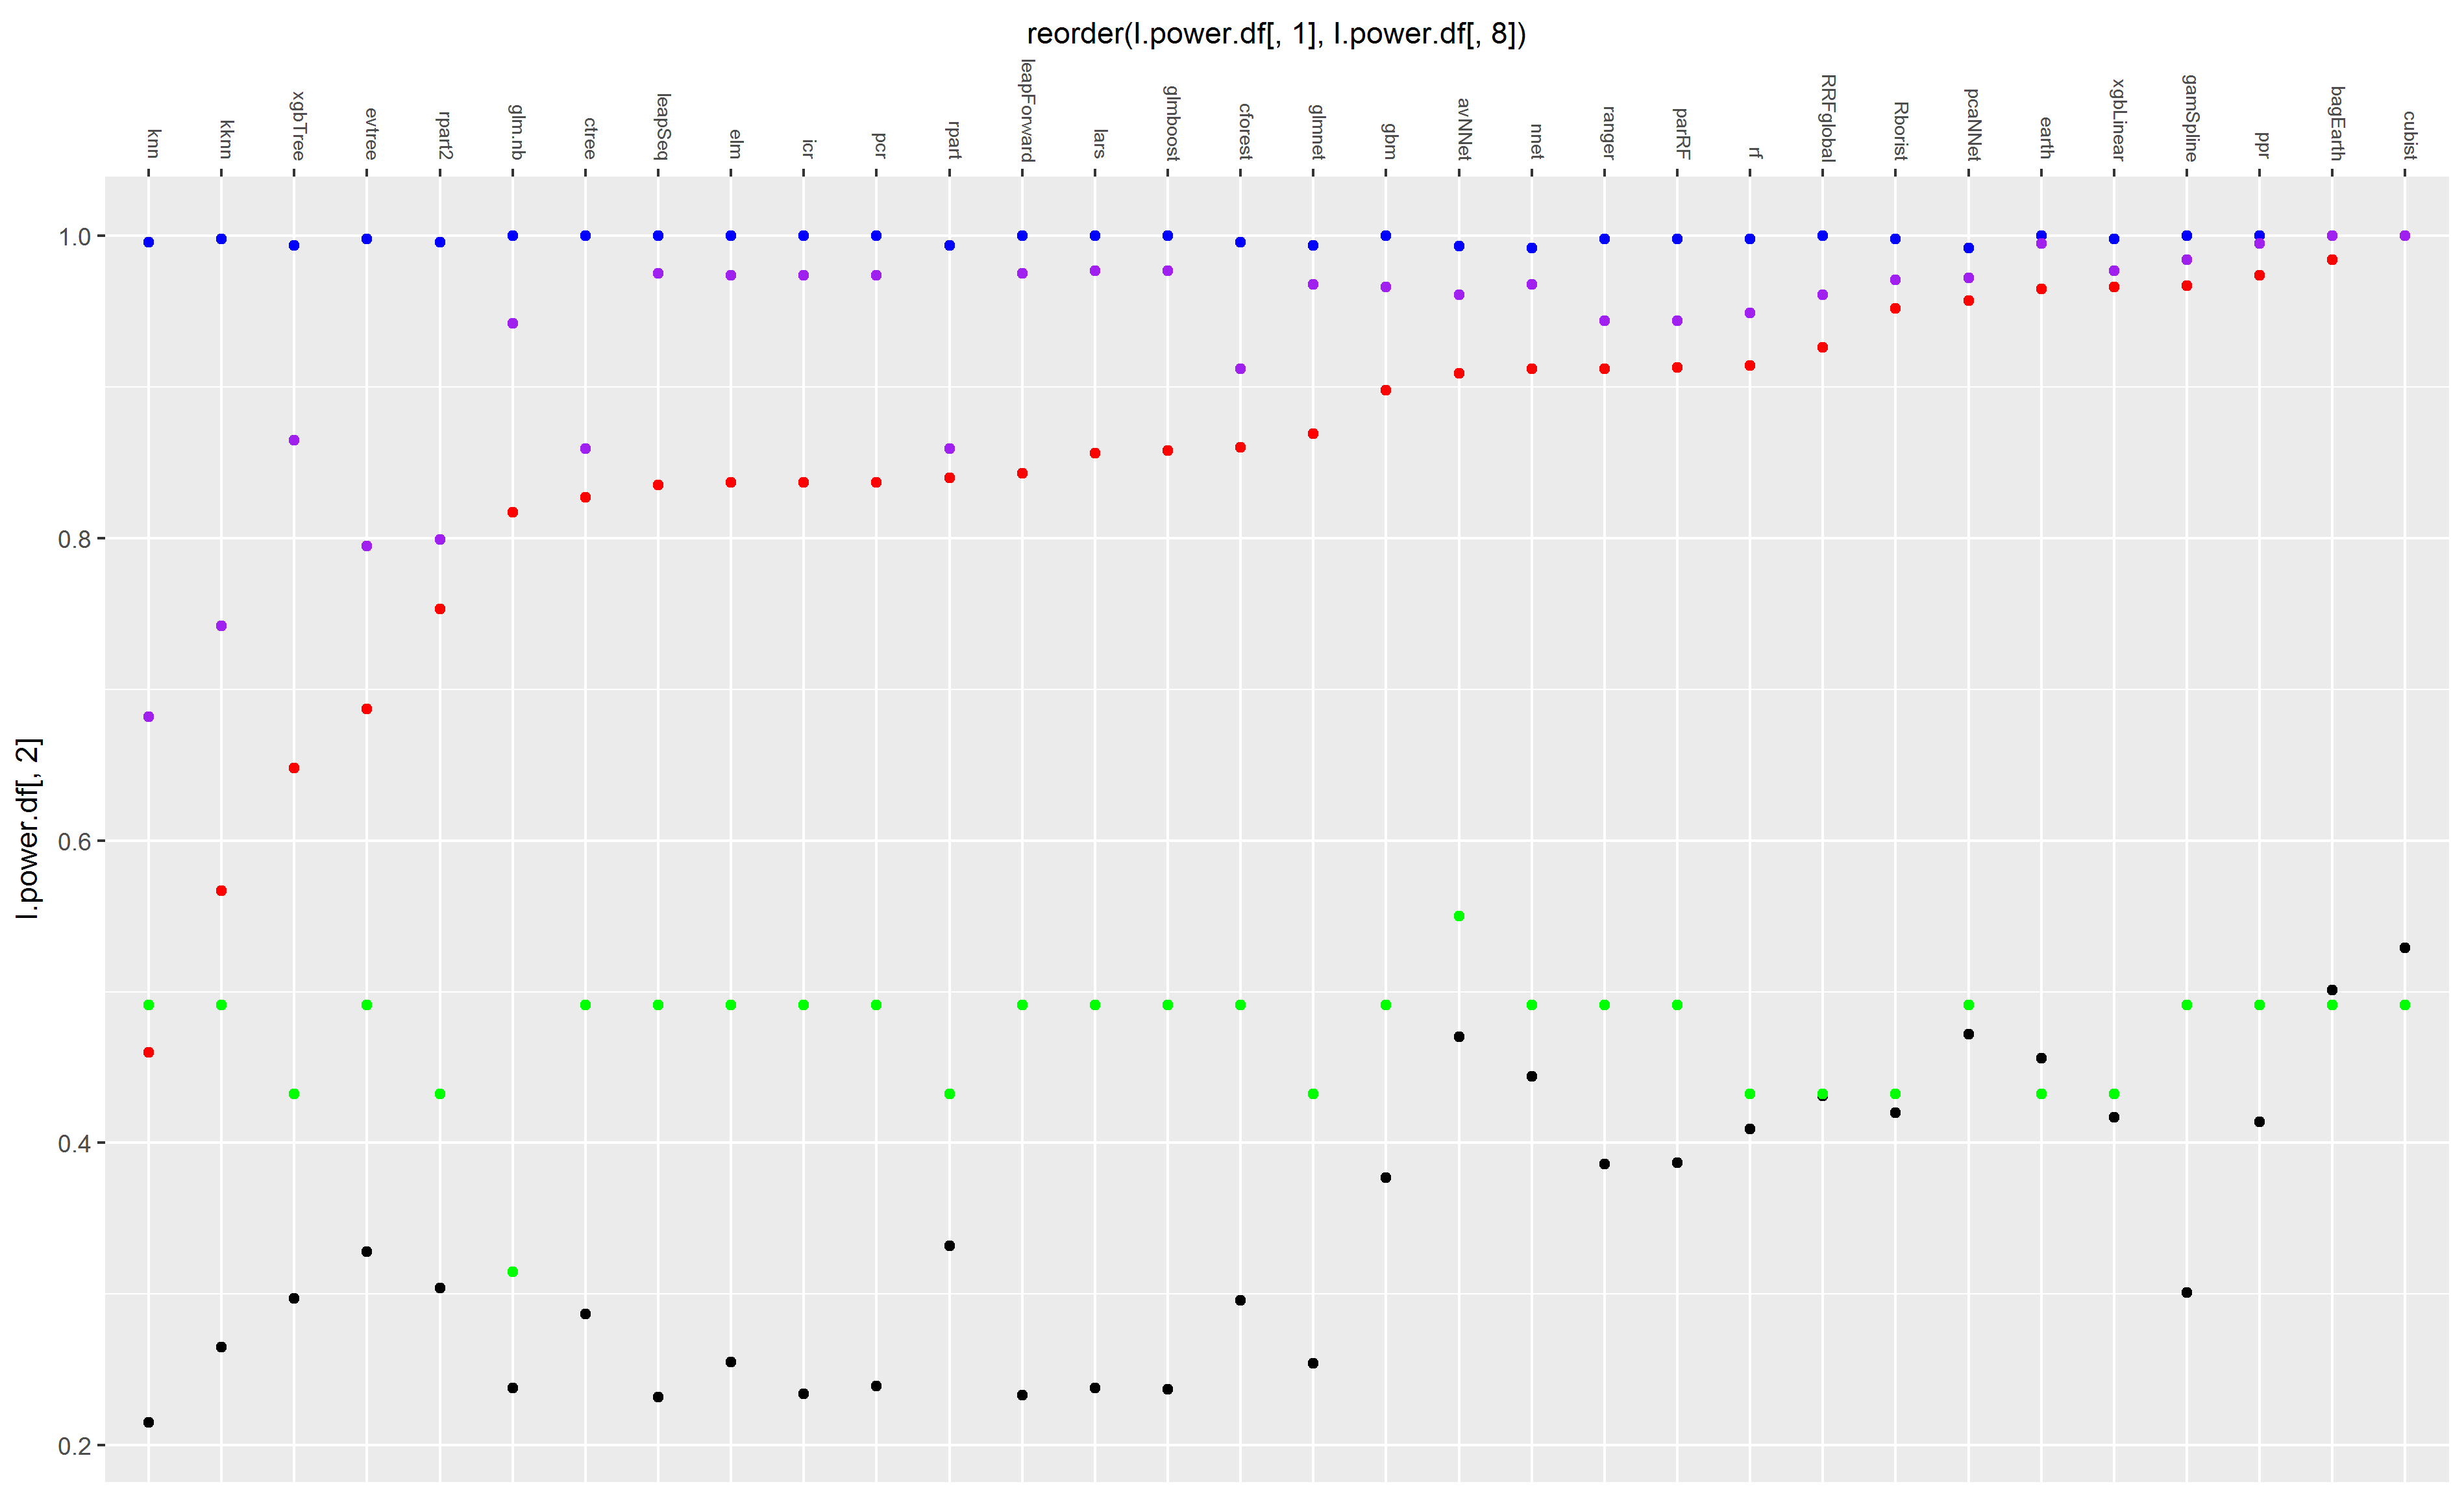 reorder(l.power.df[, 1], l.power.df[, 8])
knn
kknn
xgbTree
evtree
rpart2
glm.nb
ctree
leapSeq
elm
icr
pcr
rpart
leapForward
lars
glmboost
cforest
glmnet
gbm
avNNet
nnet
ranger
parRF
rf
RRFglobal
Rborist
pcaNNet
earth
xgbLinear
gamSpline
ppr
bagEarth
cubist
1.0
0.8
0.6
0.4
0.2
l.power.df[, 2]